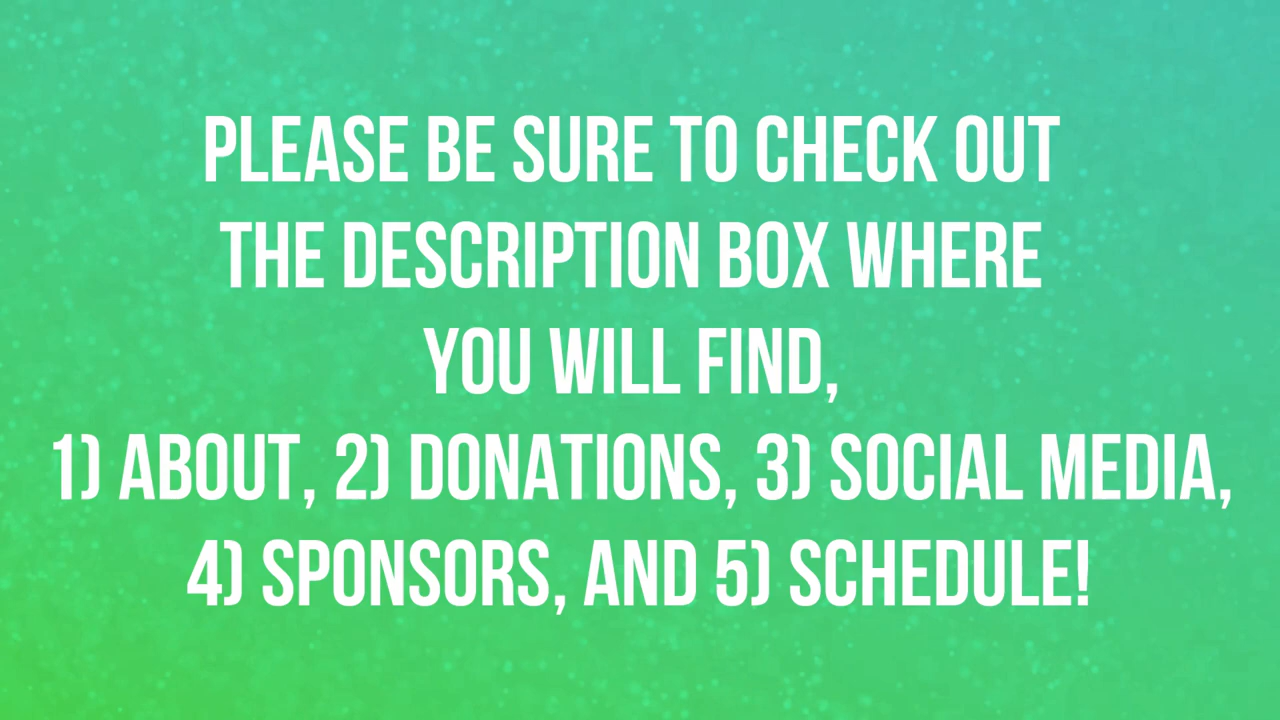 PLEASE BE SURE TO CHECK OUT
THE DESCRIPTION BOX WHERE
YOU WILL FIND,
1) ABOUT, 2) DONATIONS, 3) SOCIAL MEDIA,
4) SPONSORS, AND 5) SCHEDULE!